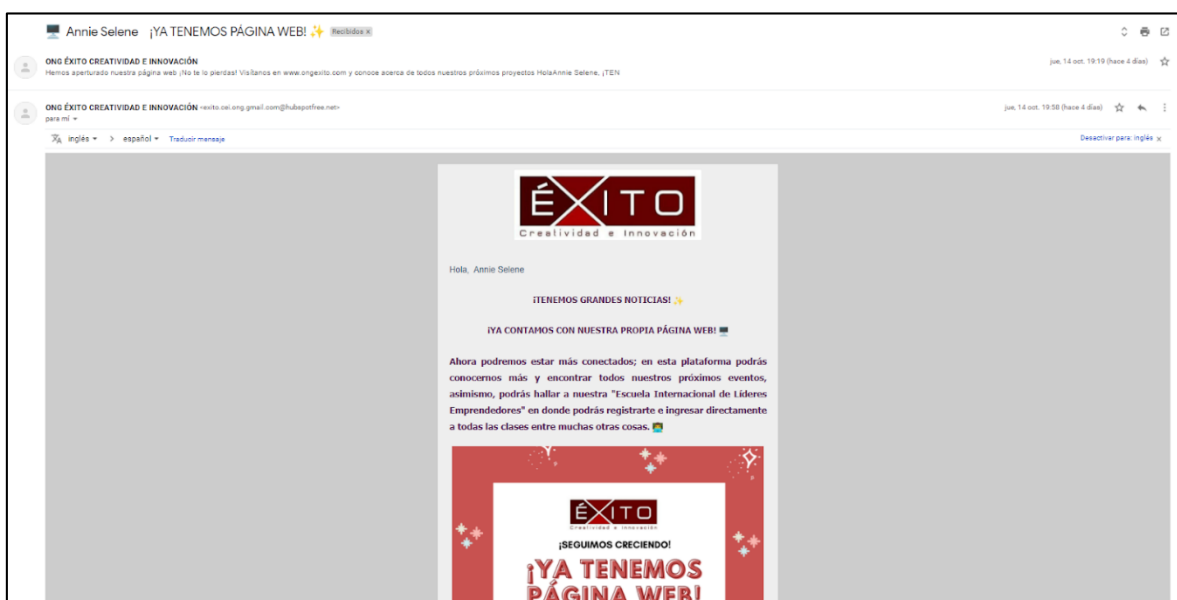 🖥️ Annie Selene ¡YA TENEMOS PÁGINA WEB! ✨ Recibidos x
ONG ÉXITO CREATIVIDAD E INNOVACIÓN
jue, 14 oct. 19:19 (hace 4 días)
Hemos aperturado nuestra página web ¡No te lo pierdas! Visítanos en www.ongexito.com y conoce acerca de todos nuestros próximos proyectos HolaAnnie Selene, ¡TEN
ONG ÉXITO CREATIVIDAD E INNOVACIÓN <exito.cei.ong.gmail.com@hubspotfree.net>
jue, 14 oct. 19:58 (hace 4 días)
para mí
inglés > español Traducir mensaje
Desactivar para: inglés x
ÉXITO
Creatividad e Innovación
Hola, Annie Selene
¡TENEMOS GRANDES NOTICIAS! ✨
¡YA CONTAMOS CON NUESTRA PROPIA PÁGINA WEB! 🖥️
Ahora podremos estar más conectados; en esta plataforma podrás
conocernos más y encontrar todos nuestros próximos eventos,
asimismo, podrás hallar a nuestra "Escuela Internacional de Líderes
Emprendedores" en donde podrás registrarte e ingresar directamente
a todas las clases entre muchas otras cosas. 👩‍💻
ÉXITO
Creatividad e Innovación
¡SEGUIMOS CRECIENDO!
¡YA TENEMOS
PÁGINA WEB!